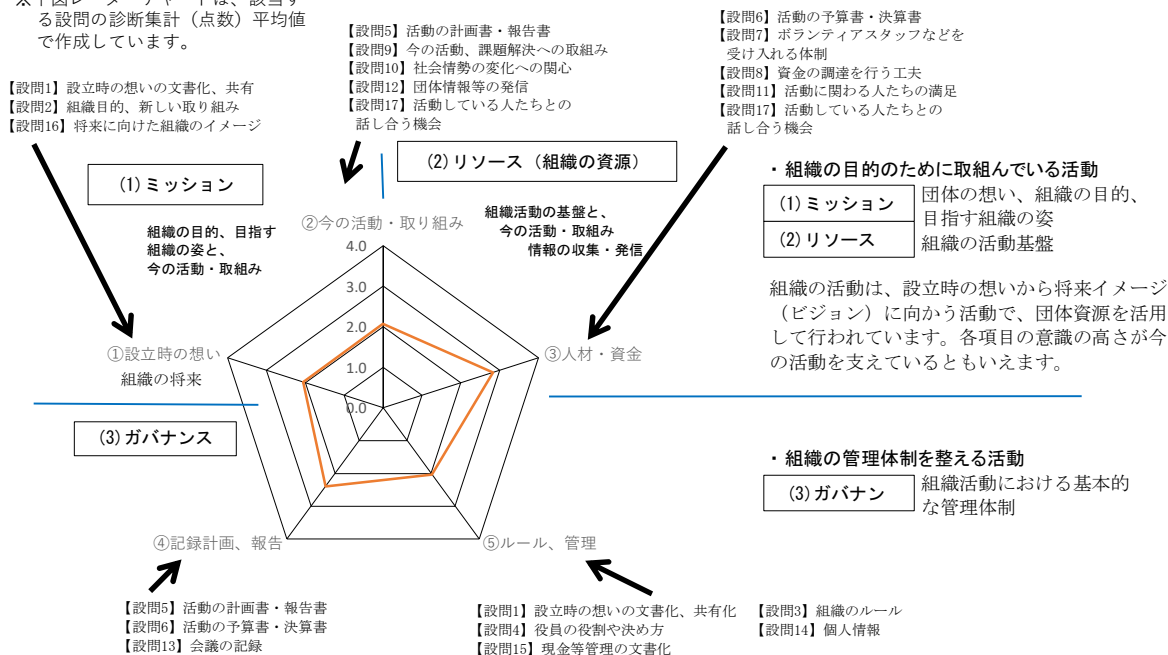 ※下図レーダーチャートは、該当す
る設問の診断集計（点数）平均値
で作成しています。
【設問1】設立時の想いの文書化、共有
【設問2】組織目的、新しい取り組み
【設問16】将来に向けた組織のイメージ
【設問5】活動の計画書・報告書
【設問9】今の活動、課題解決への取組み
【設問10】社会情勢の変化への関心
【設問12】団体情報等の発信
【設問17】活動している人たちとの
話し合う機会
【設問6】活動の予算書・決算書
【設問7】ボランティアスタッフなどを
受け入れる体制
【設問8】資金の調達を行う工夫
【設問11】活動に関わる人たちの満足
【設問17】活動している人たちとの
話し合う機会
(1)ミッション
(2)リソース（組織の資源）
組織の目的、目指す
組織の姿と、
今の活動・取組み
②今の活動・取り組み
組織活動の基盤と、
今の活動・取組み
情報の収集・発信
4.0
3.0
2.0
1.0
0.0
①設立時の想い
組織の将来
③人材・資金
(3)ガバナンス
④記録計画、報告
⑤ルール、管理
・組織の目的のために取組んでいる活動
(1)ミッション
団体の想い、組織の目的、
目指す組織の姿
(2)リソース
組織の活動基盤
組織の活動は、設立時の想いから将来イメージ
（ビジョン）に向かう活動で、団体資源を活用
して行われています。各項目の意識の高さが今
の活動を支えているともいえます。
・組織の管理体制を整える活動
(3)ガバナン
組織活動における基本的
な管理体制
【設問5】活動の計画書・報告書
【設問6】活動の予算書・決算書
【設問13】会議の記録
【設問1】設立時の想いの文書化、共有化
【設問4】役員の役割や決め方
【設問15】現金等管理の文書化
【設問3】組織のルール
【設問14】個人情報